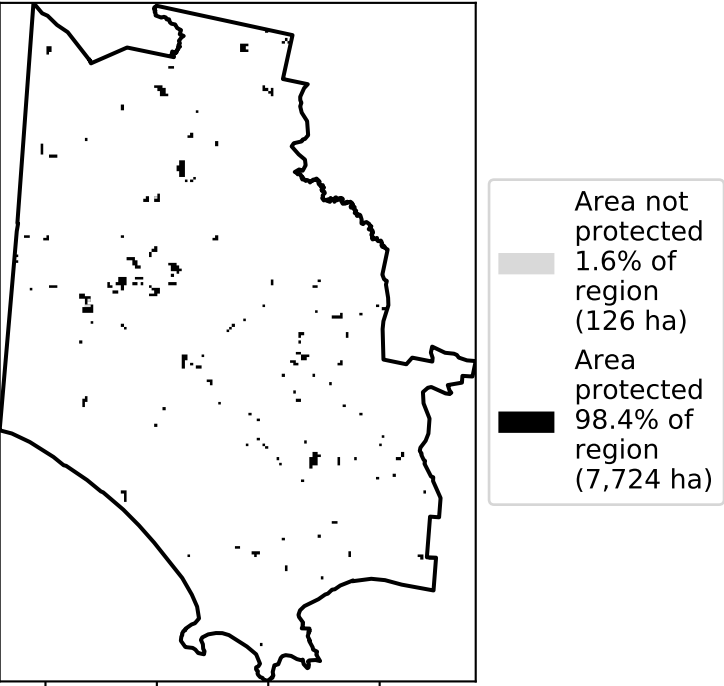 Area not
protected
1.6% of
region
(126 ha)
Area
protected
98.4% of
region
(7,724 ha)